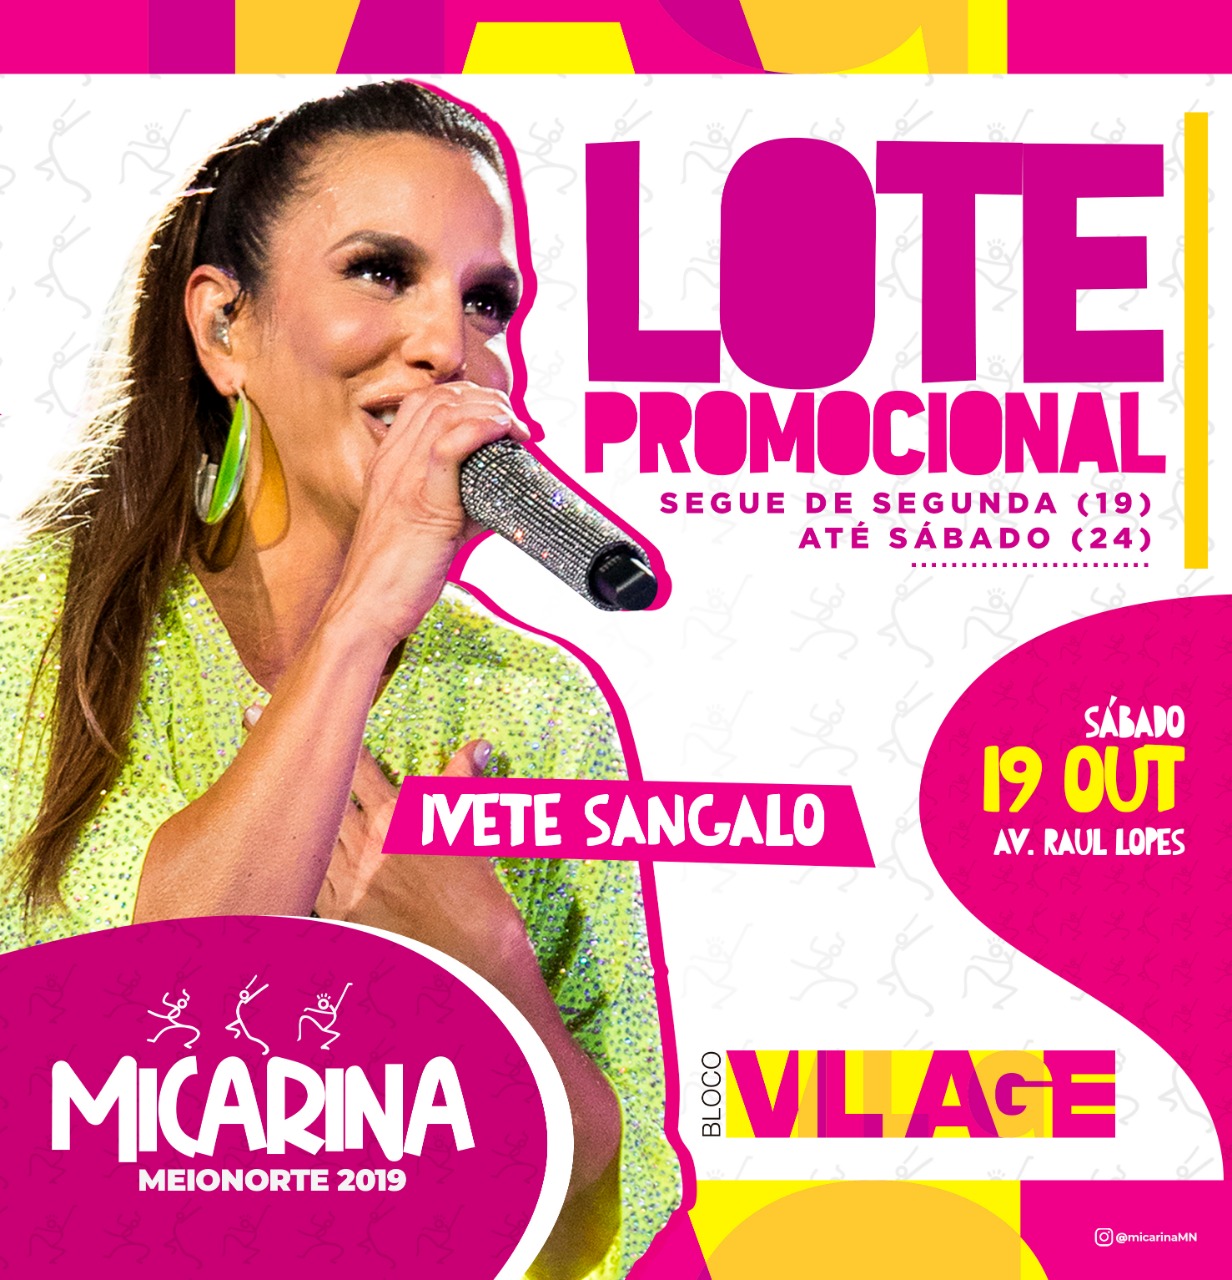 LOTE
PROMOCIONAL
SEGUE DE SEGUNDA (19)
ATÉ SÁBADO (24)
SÁBADO
19 OUT
AV. RAUL LOPES
IVETE SANGALO
MICARINA
MEIONORTE 2019
BLOCO
VILLAGE
@micarinaMN